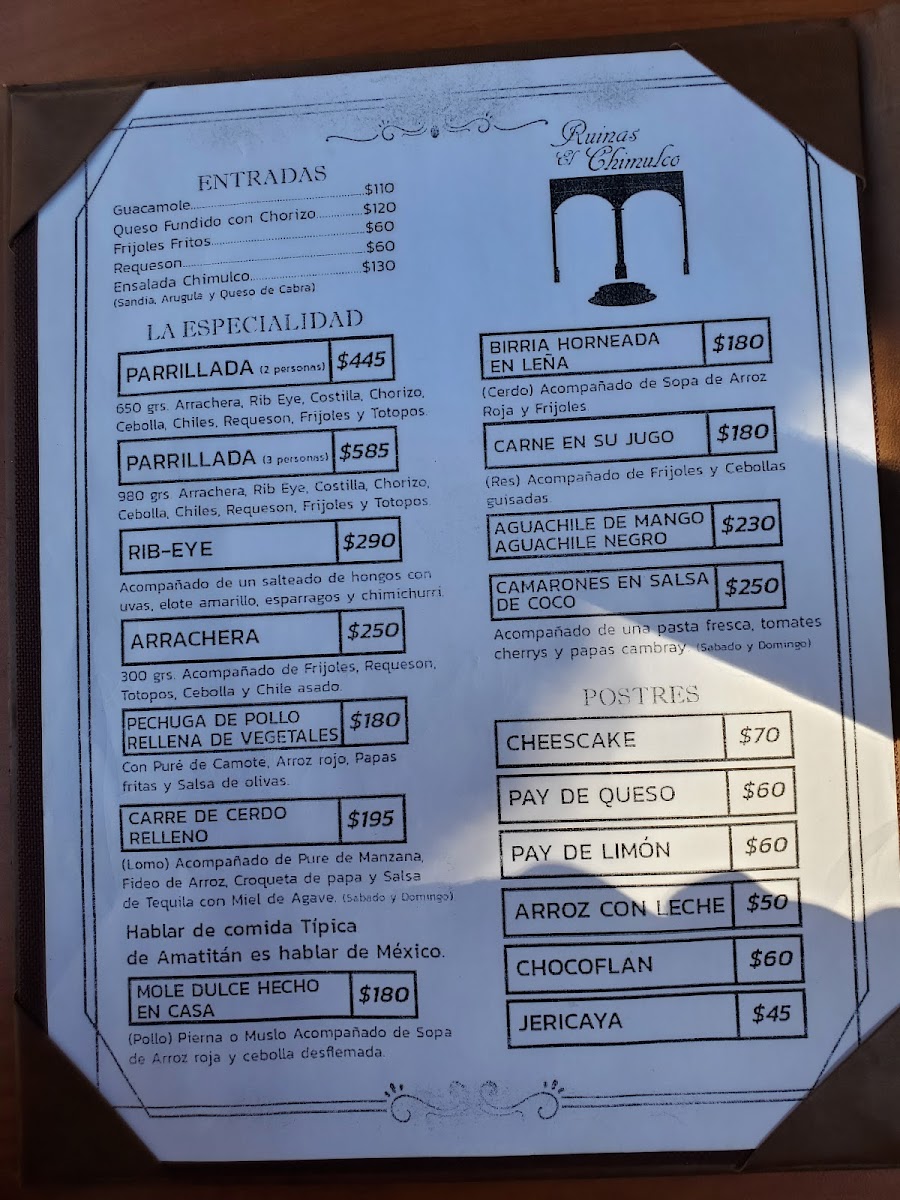 Ruinas
El Chimulco
ENTRADAS
Guacamole $110
Queso Fundido con Chorizo $120
Frijoles Fritos $60
Requeson $60
Ensalada Chimulco $130
(Sandia, Arugula y Queso de Cabra)
LA ESPECIALIDAD
PARRILLADA (2 personas) $445
650 grs. Arrachera, Rib Eye, Costilla, Chorizo,
Cebolla, Chiles, Requeson, Frijoles y Totopos.
PARRILLADA (3 personas) $585
980 grs. Arrachera, Rib Eye, Costilla, Chorizo,
Cebolla, Chiles, Requeson, Frijoles y Totopos
RIB-EYE $290
Acompañado de un salteado de hongos con
uvas, elote amarillo, esparragos y chimichurri.
ARRACHERA $250
300 grs. Acompañado de Frijoles, Requeson,
Totopos, Cebolla y Chile asado.
PECHUGA DE POLLO
RELLENA DE VEGETALES $180
Con Puré de Camote, Arroz rojo, Papas
fritas y Salsa de olivas.
CARRE DE CERDO
RELLENO $195
(Lomo) Acompañado de Pure de Manzana,
Fideo de Arroz, Croqueta de papa y Salsa
de Tequila con Miel de Agave. (Sabado y Domingo)
Hablar de comida Típica
de Amatitán es hablar de México.
MOLE DULCE HECHO
EN CASA $180
(Pollo) Pierna o Muslo Acompañado de Sopa
de Arroz roja y cebolla desflemada.
BIRRIA HORNEADA
EN LEÑA $180
(Cerdo) Acompañado de Sopa de Arroz
Roja y Frijoles.
CARNE EN SU JUGO $180
(Res) Acompañado de Frijoles y Cebollas
guisadas.
AGUACHILE DE MANGO
AGUACHILE NEGRO $230
CAMARONES EN SALSA
DE COCO $250
Acompañado de una pasta fresca, tomates
cherrys y papas cambray. (Sabado y Domingo)
POSTRES
CHEESCAKE $70
PAY DE QUESO $60
PAY DE LIMÓN $60
ARROZ CON LECHE $50
CHOCOFLAN $60
JERICAYA $45